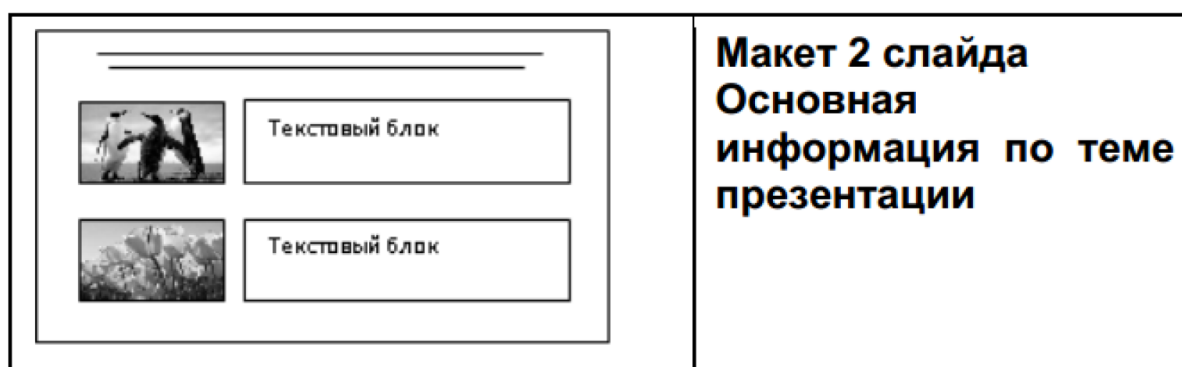 Текстовый блок
Текстовый блок
Макет 2 слайда
Основная
информация по теме
презентации